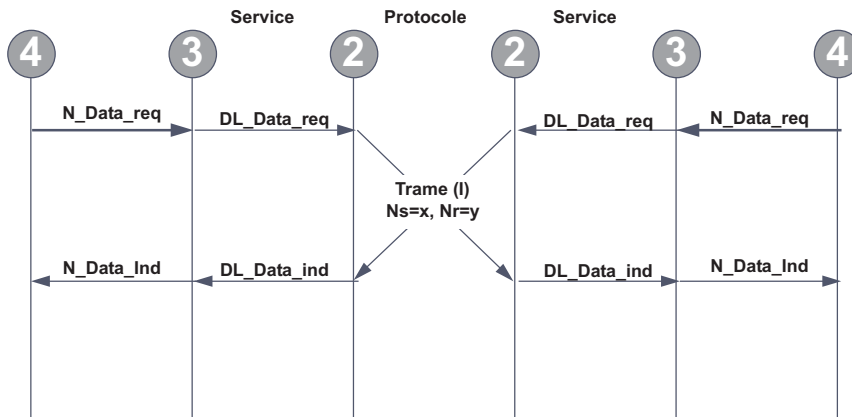 Service Protocole Service
4 3 2 2 3 4
N_Data_req DL_Data_req DL_Data_req N_Data_req
Trame (I)
Ns=x, Nr=y
N_Data_Ind DL_Data_ind DL_Data_ind N_Data_Ind